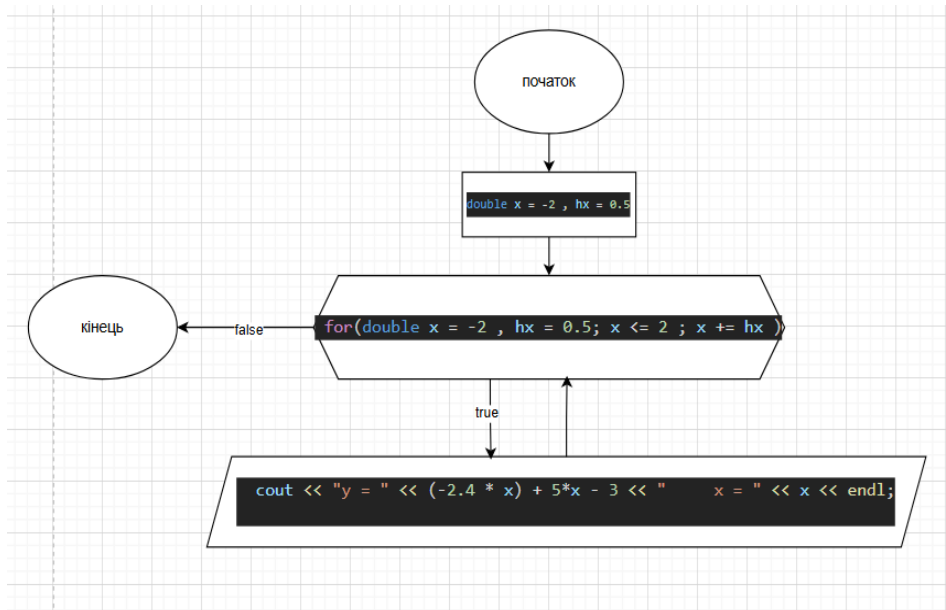 початок
double x = -2 , hx = 0.5
for(double x = -2 , hx = 0.5; x <= 2 ; x += hx )
кінець
false
true
cout << "y = " << (-2.4 * x) + 5*x - 3 << "     x = " << x << endl;